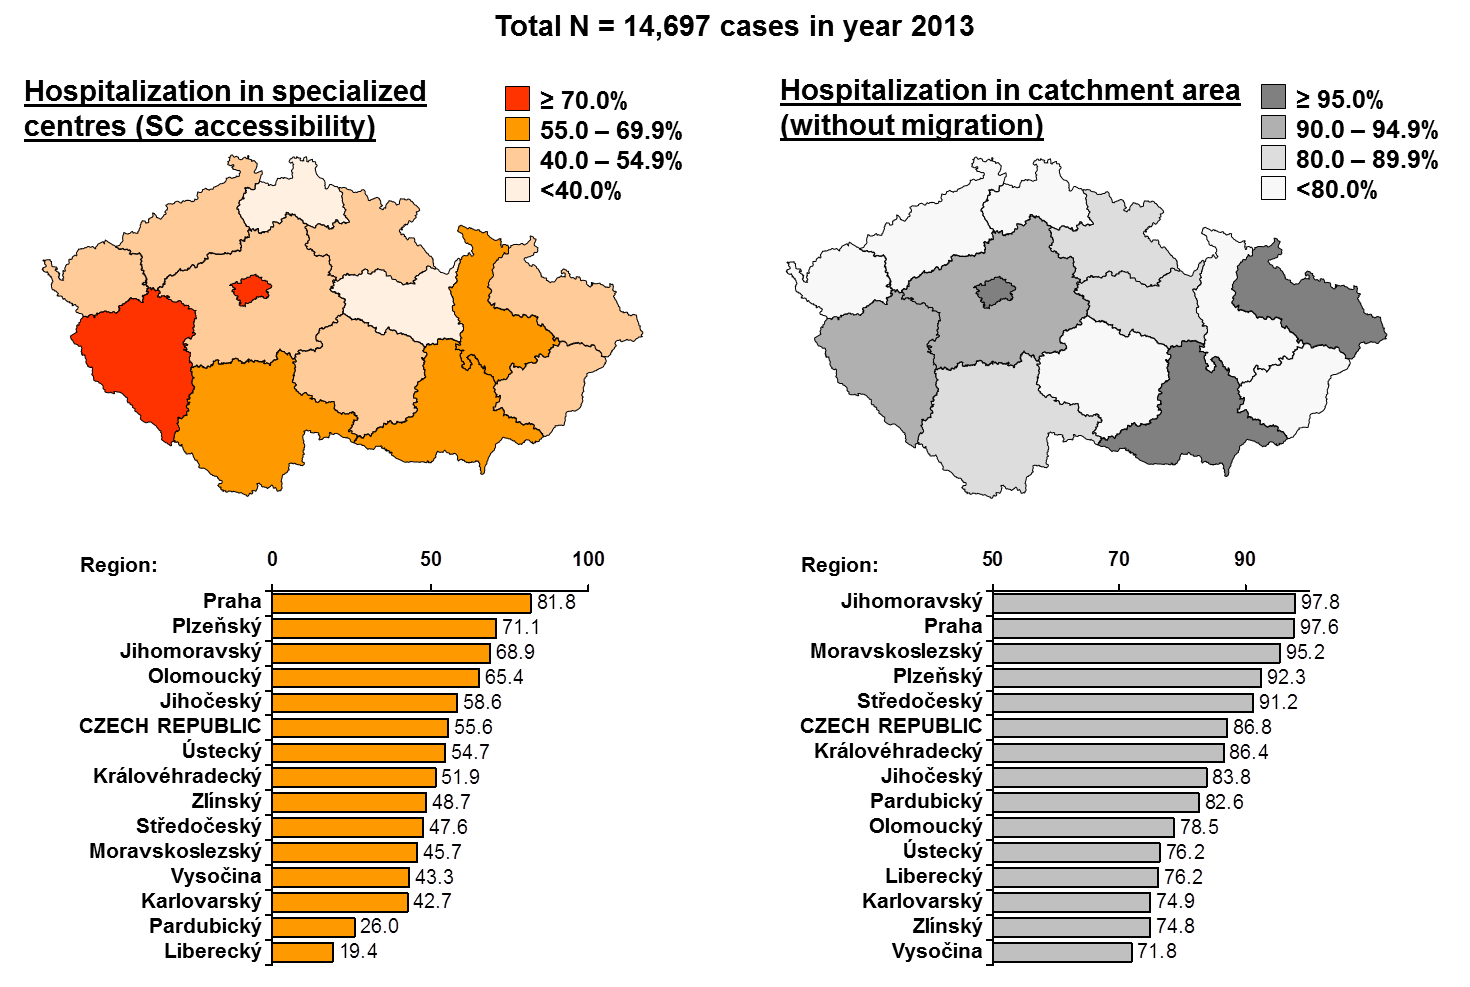 Total N = 14,697 cases in year 2013
Hospitalization in specialized
centres (SC accessibility)
≥ 70.0%
55.0 – 69.9%
40.0 – 54.9%
<40.0%
Hospitalization in catchment area
(without migration)
≥ 95.0%
90.0 – 94.9%
80.0 – 89.9%
<80.0%
Region:
0 50 100
Praha 81.8
Plzeňský 71.1
Jihomoravský 68.9
Olomoucký 65.4
Jihočeský 58.6
CZECH REPUBLIC 55.6
Ústecký 54.7
Královéhradecký 51.9
Zlínský 48.7
Středočeský 47.6
Moravskoslezský 45.7
Vysočina 43.3
Karlovarský 42.7
Pardubický 26.0
Liberecký 19.4
Region:
50 70 90
Jihomoravský 97.8
Praha 97.6
Moravskoslezský 95.2
Plzeňský 92.3
Středočeský 91.2
CZECH REPUBLIC 86.8
Královéhradecký 86.4
Jihočeský 83.8
Pardubický 82.6
Olomoucký 78.5
Ústecký 76.2
Liberecký 76.2
Karlovarský 74.9
Zlínský 74.8
Vysočina 71.8